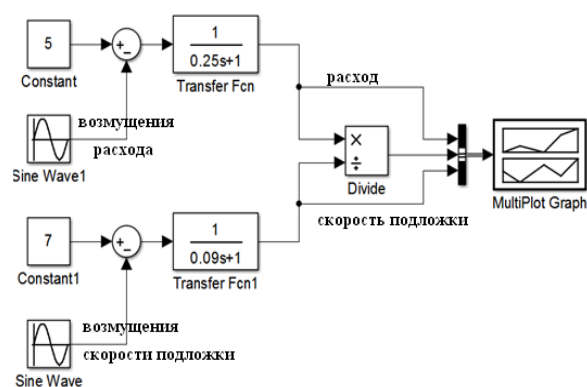 5
Constant
+
−
1
0.25s+1
Transfer Fcn
Sine Wave1
возмущения
расхода
расход
×
÷
Divide
MultiPlot Graph
скорость подложки
7
Constant1
+
−
1
0.09s+1
Transfer Fcn1
возмущения
скорости подложки
Sine Wave